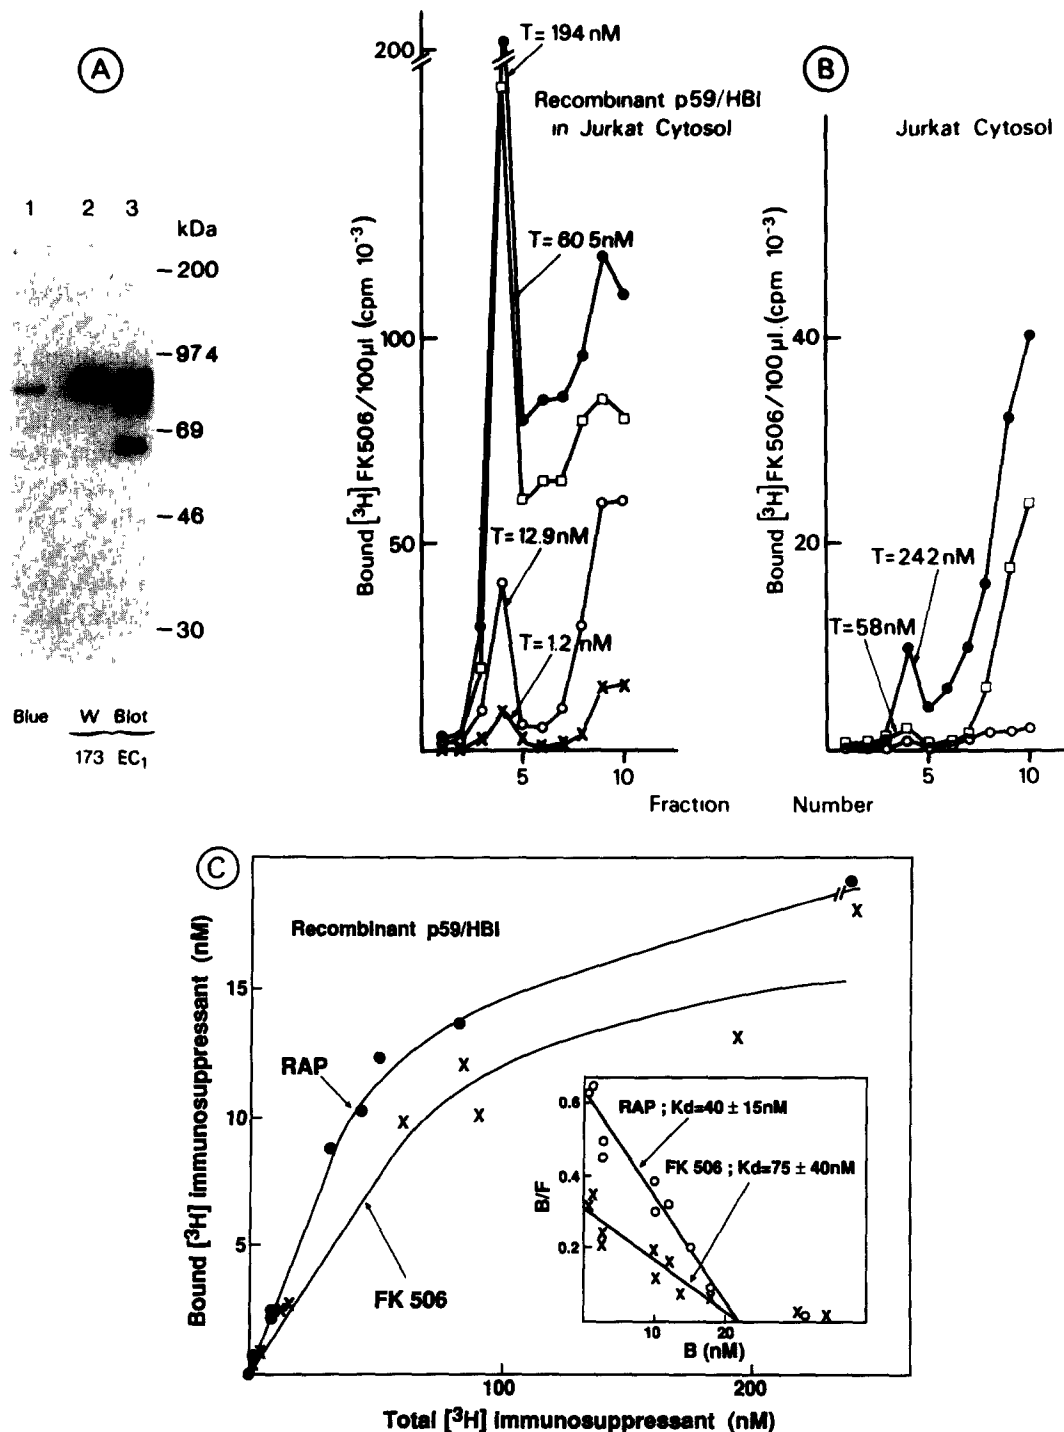 A
1 2 3
kDa
200
974
69
46
30
Blue W Blot
173 EC1
200
T=194 nM
Recombinant p59/HBI
in Jurkat Cytosol
T=60 5nM
100
T=12.9nM
50
T=1.2 nM
5 10
Bound [³H] FK506/100µl (cpm 10⁻³)
B
Jurkat Cytosol
40
T=242 nM
20
T=58nM
5 10
Bound [³H] FK506/100µl.(cpm 10⁻³)
Fraction Number
C
Recombinant p59/HBI
15
RAP
10
5
FK 506
Bound [³H] immunosuppressant (nM)
0.6
RAP ; Kd=40 ± 15nM
FK 506 ; Kd=75 ± 40nM
0.4
B/F
0.2
10 20
B (nM)
100 200
Total [³H] immunosuppressant (nM)